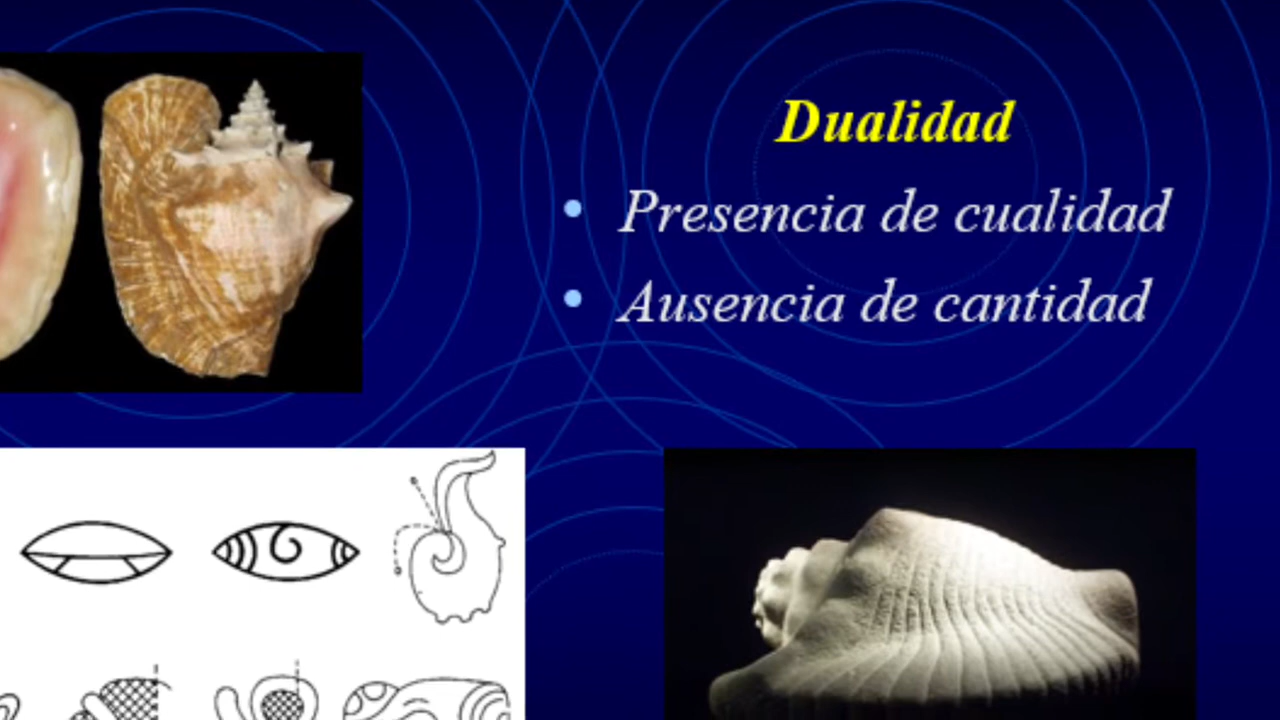 Dualidad
• Presencia de cualidad
• Ausencia de cantidad